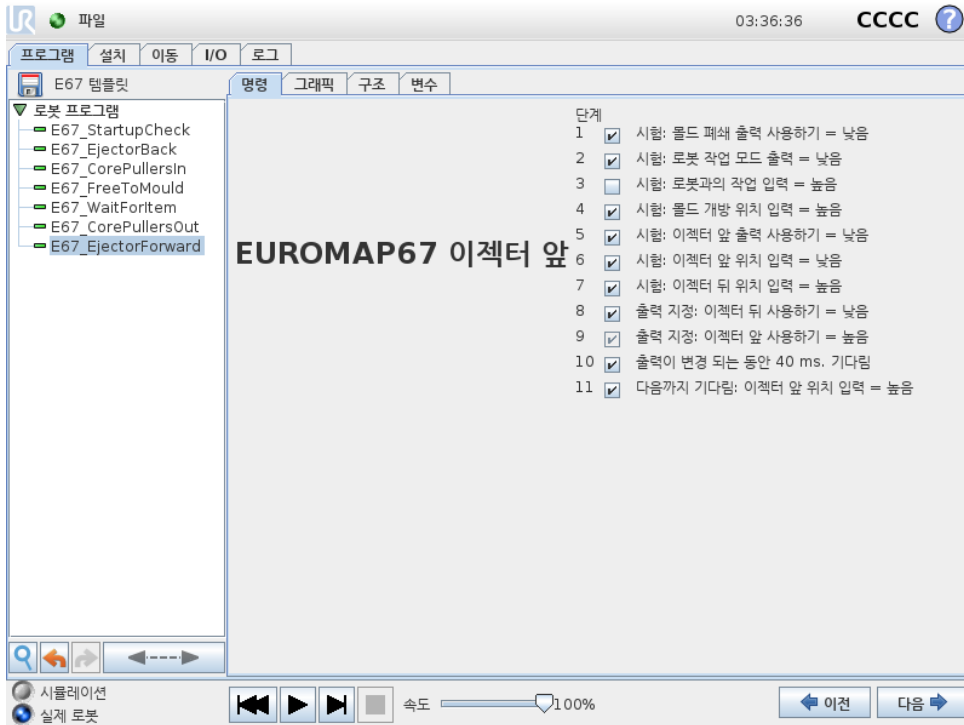 UR 파일 03:36:36 CCCC ?
프로그램 설치 이동 I/O 로그
E67 템플릿
명령 그래픽 구조 변수
로봇 프로그램
E67_StartupCheck
E67_EjectorBack
E67_CorePullersIn
E67_FreeToMould
E67_WaitForItem
E67_CorePullersOut
E67_EjectorForward
EUROMAP67 이젝터 앞
단계
1 시험: 몰드 폐쇄 출력 사용하기 = 낮음
2 시험: 로봇 작업 모드 출력 = 낮음
3 시험: 로봇과의 작업 입력 = 높음
4 시험: 몰드 개방 위치 입력 = 높음
5 시험: 이젝터 앞 출력 사용하기 = 낮음
6 시험: 이젝터 앞 위치 입력 = 낮음
7 시험: 이젝터 뒤 위치 입력 = 높음
8 출력 지정: 이젝터 뒤 사용하기 = 낮음
9 출력 지정: 이젝터 앞 사용하기 = 높음
10 출력이 변경 되는 동안 40 ms. 기다림
11 다음까지 기다림: 이젝터 앞 위치 입력 = 높음
시뮬레이션
실제 로봇
속도 100%
이전 다음